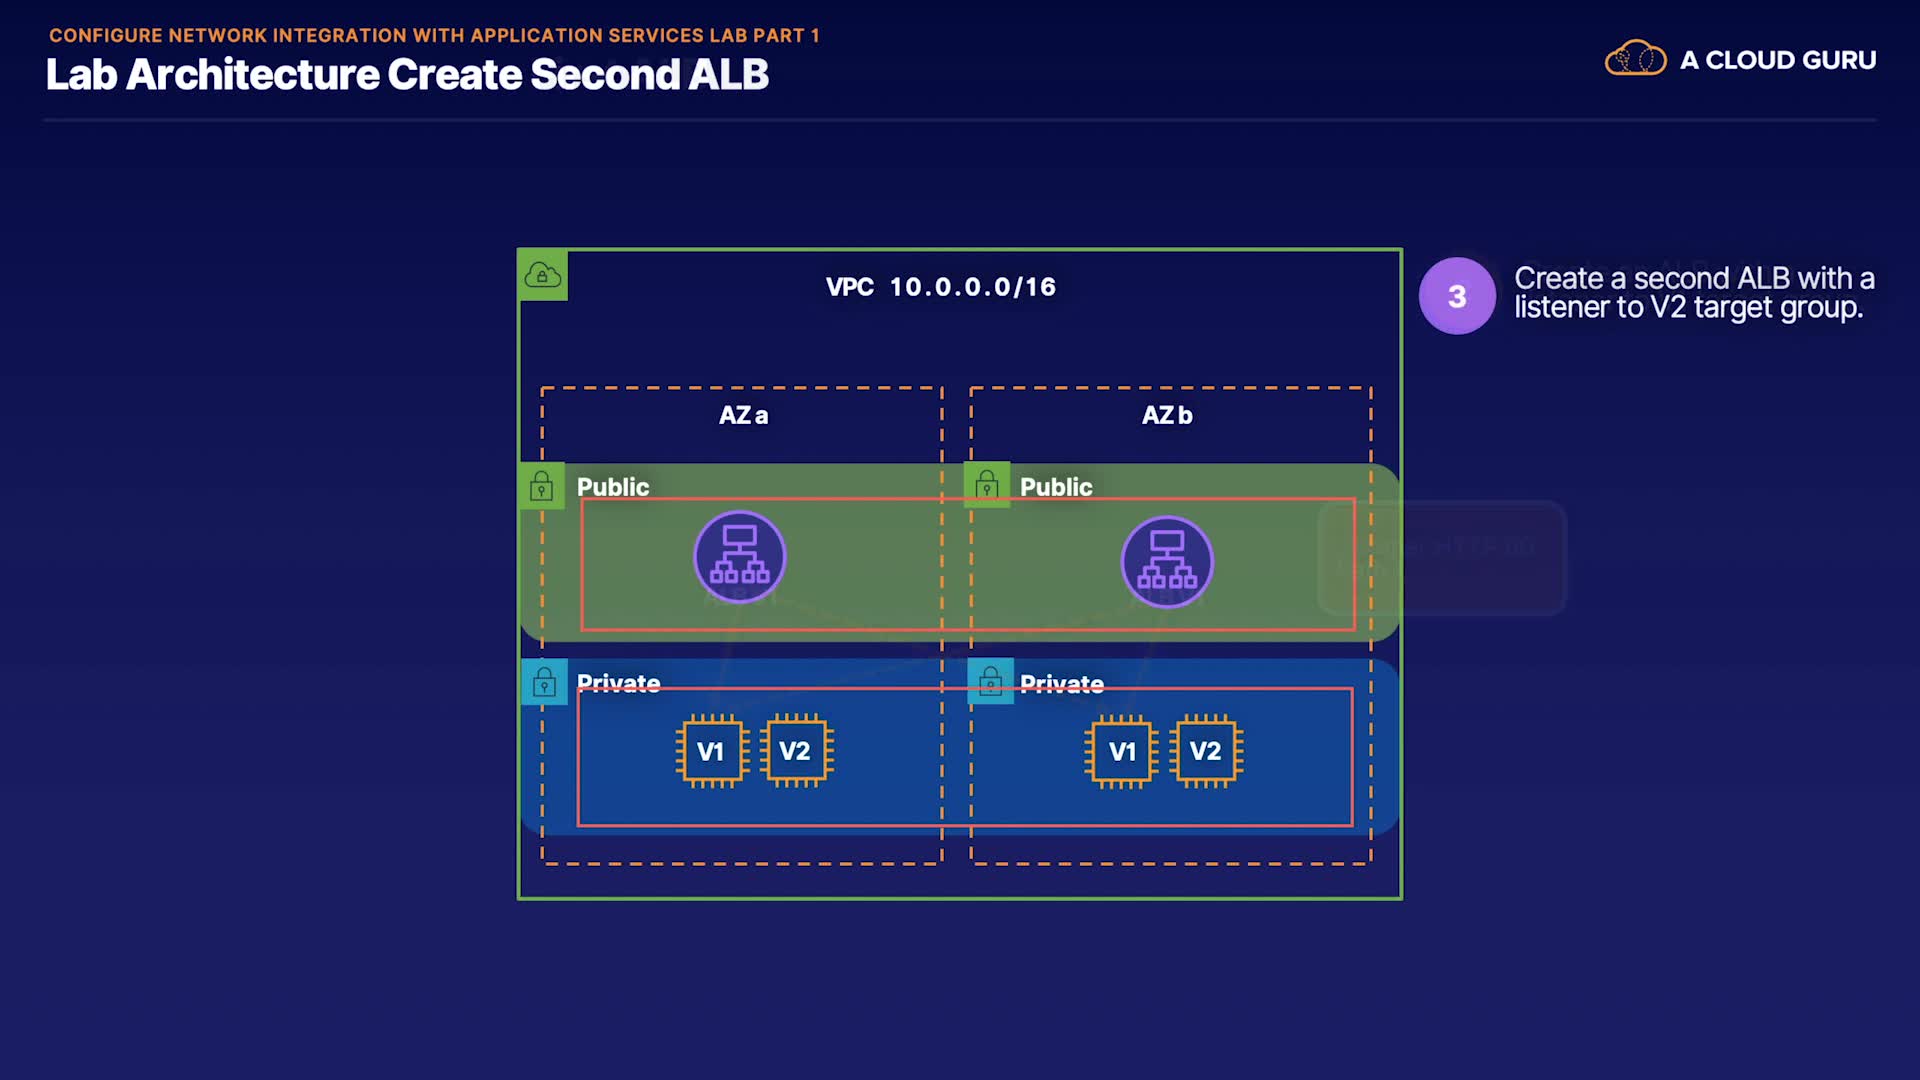 CONFIGURE NETWORK INTEGRATION WITH APPLICATION SERVICES LAB PART 1
Lab Architecture Create Second ALB
A CLOUD GURU
VPC 10.0.0.0/16
3
Create a second ALB with a
listener to V2 target group.
AZ a
AZ b
Public
Public
Private
Private
V1
V2
V1
V2